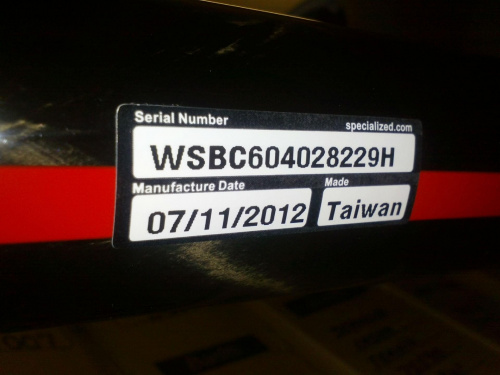 Serial Number
specialized.com
WSBC604028229H
Manufacture Date
Made
07/11/2012
Taiwan